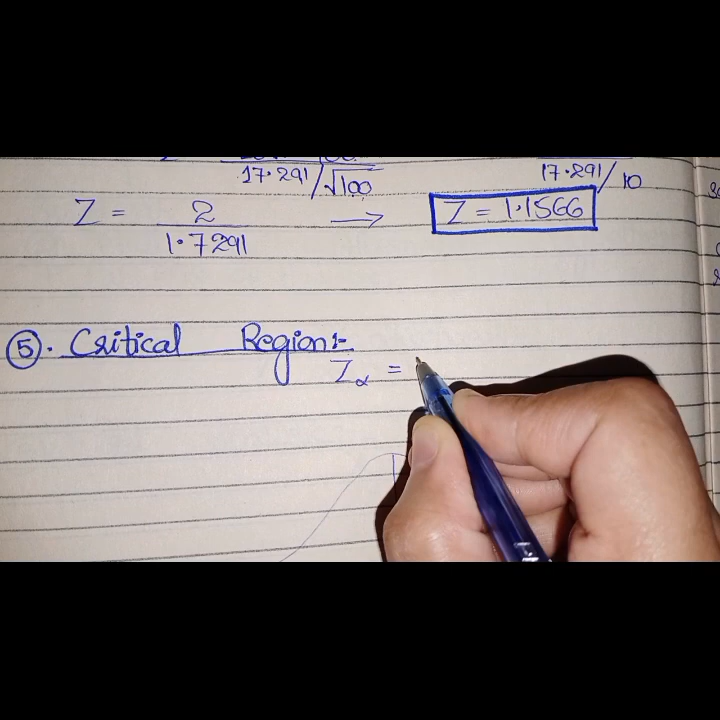 17.291/√100 17.291/10
Z = 2/1.7291 → Z = 1.1566
5. Critical Region:-
Zα =